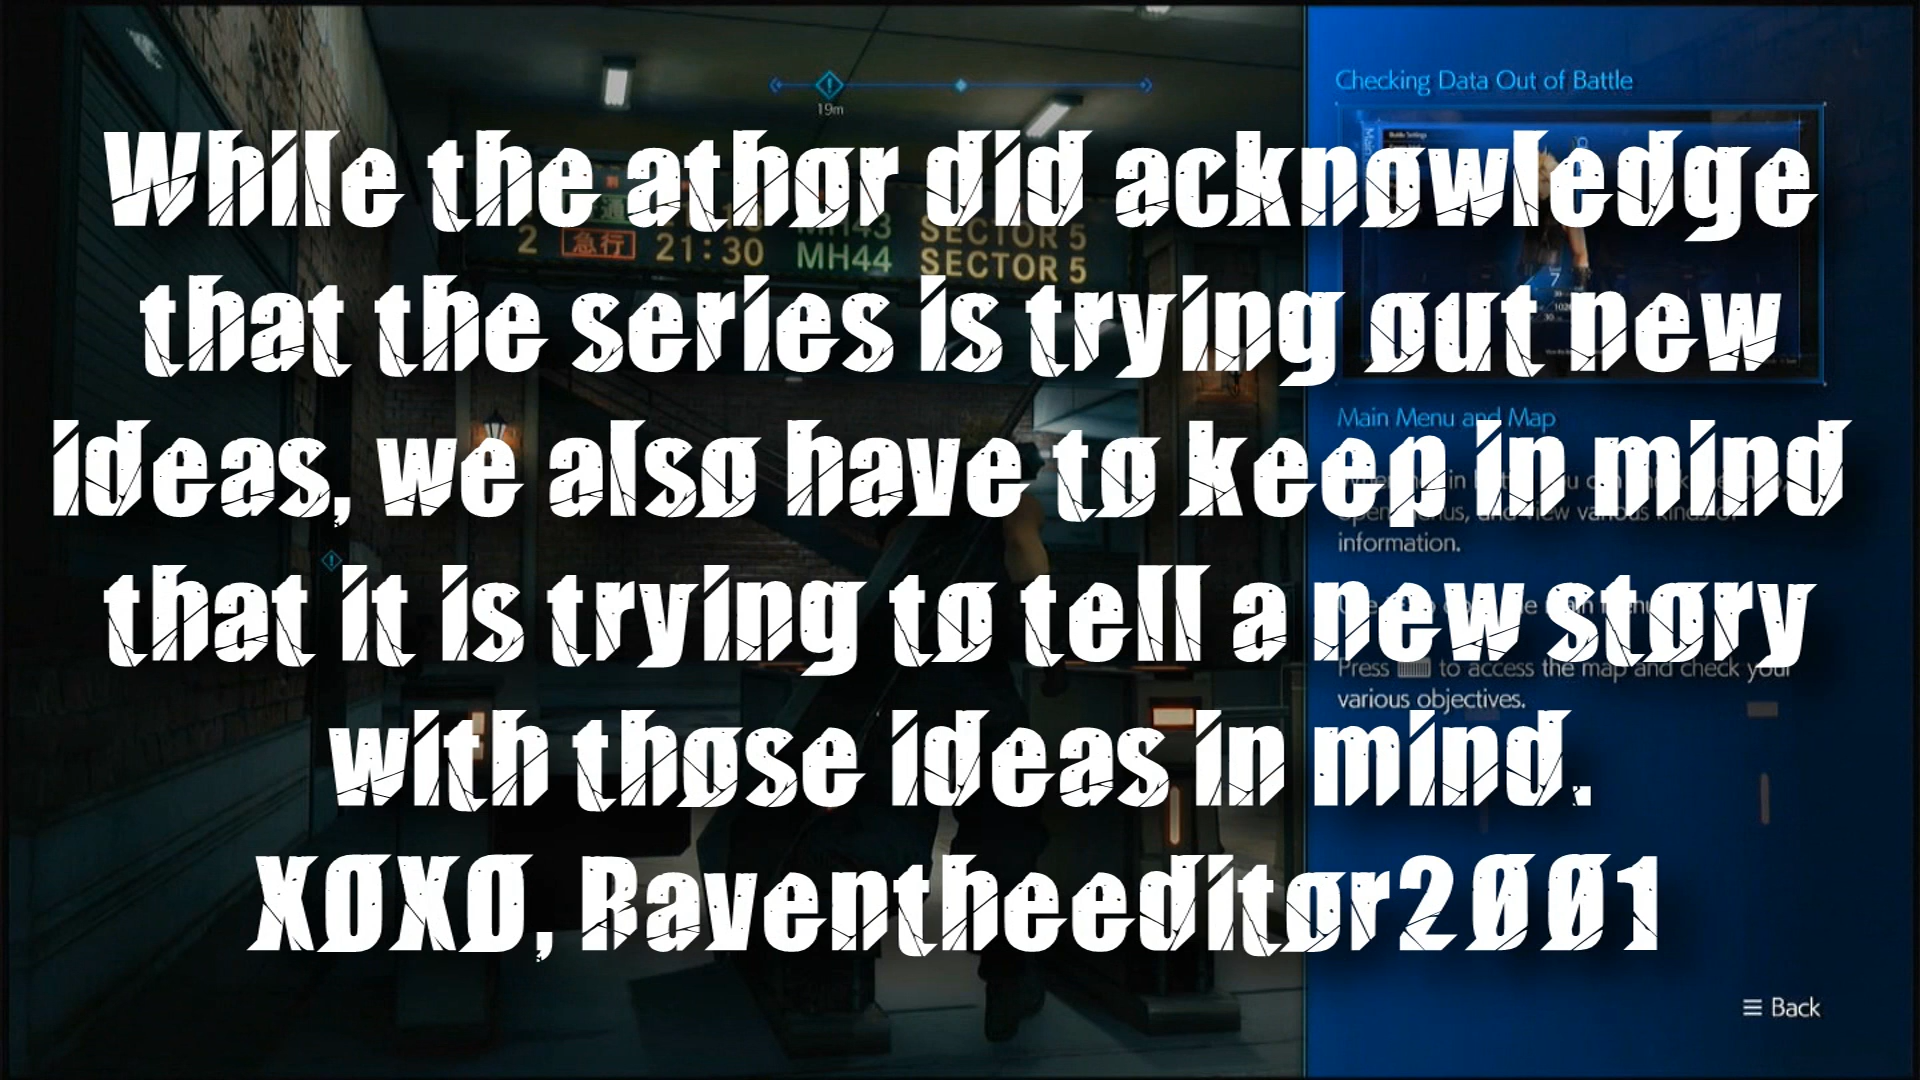 Checking Data Out of Battle
19m
While the athor did acknowledge
MH43 SECTOR 5
2 急行 21:30 MH44 SECTOR 5
that the series is trying out new
Main Menu and Map
ideas, we also have to keep in mind
information.
that it is trying to tell a new story
Press to access the map and check your
various objectives.
with those ideas in mind.
XOXO, Raventheeditor2001
Back